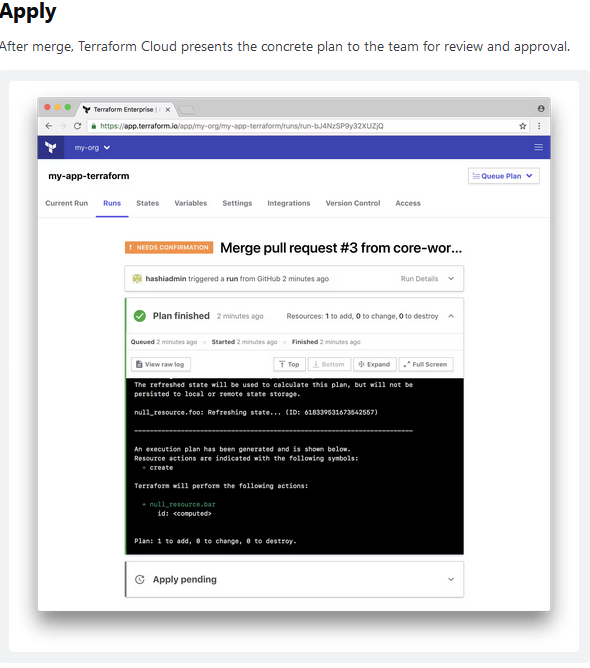 Apply
After merge, Terraform Cloud presents the concrete plan to the team for review and approval.
Terraform Enterprise |
https://app.terraform.io/app/my-org/my-app-terraform/runs/run-bJ4NzSP9y32XUZjQ
my-org
my-app-terraform
Queue Plan
Current Run Runs States Variables Settings Integrations Version Control Access
! NEEDS CONFIRMATION Merge pull request #3 from core-wor...
hashiadmin triggered a run from GitHub 2 minutes ago Run Details
Plan finished 2 minutes ago Resources: 1 to add, 0 to change, 0 to destroy
Queued 2 minutes ago > Started 2 minutes ago > Finished 2 minutes ago
View raw log Top Bottom Expand Full Screen
The refreshed state will be used to calculate this plan, but will not be
persisted to local or remote state storage.
null_resource.foo: Refreshing state... (ID: 618339531673542557)
------------------------------------------------------------------------
An execution plan has been generated and is shown below.
Resource actions are indicated with the following symbols:
+ create
Terraform will perform the following actions:
+ null_resource.bar
id: <computed>
Plan: 1 to add, 0 to change, 0 to destroy.
Apply pending